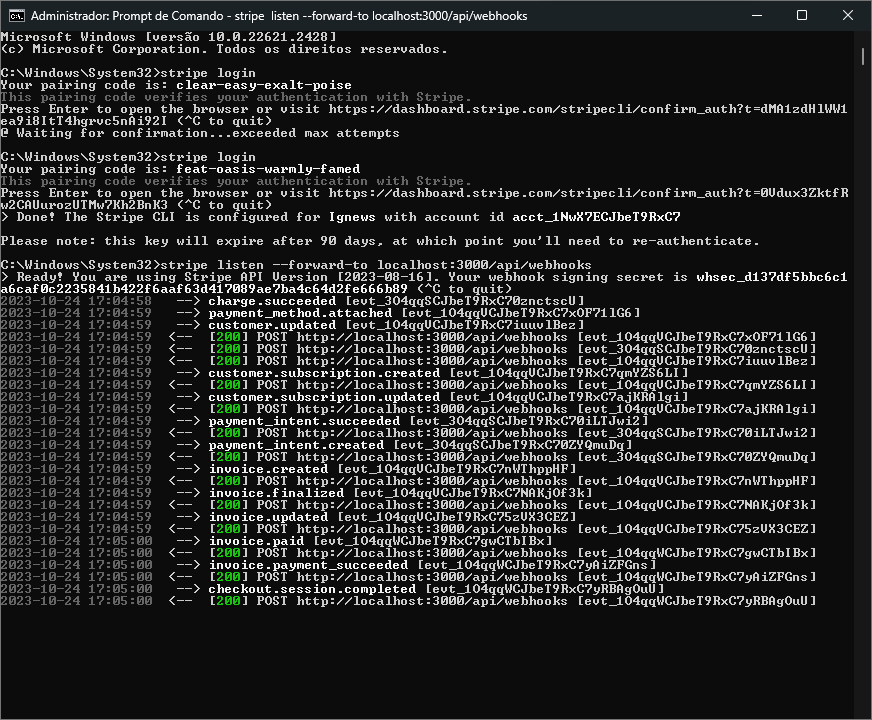 Administrador: Prompt de Comando - stripe  listen --forward-to localhost:3000/api/webhooks
Microsoft Windows [versão 10.0.22621.2428]
(c) Microsoft Corporation. Todos os direitos reservados.
C:\Windows\System32>stripe login
Your pairing code is: clear-easy-exalt-poise
This pairing code verifies your authentication with Stripe.
Press Enter to open the browser or visit https://dashboard.stripe.com/stripecli/confirm_auth?t=dMA1zdHlWW1
ea9i8ItT4hgrvc5nAi92I (^C to quit)
@ Waiting for confirmation...exceeded max attempts
C:\Windows\System32>stripe login
Your pairing code is: feat-oasis-warmly-famed
This pairing code verifies your authentication with Stripe.
Press Enter to open the browser or visit https://dashboard.stripe.com/stripecli/confirm_auth?t=0Vdux3ZktfR
w2CAUurozUTMw7Kh2BnK3 (^C to quit)
> Done! The Stripe CLI is configured for Ignews with account id acct_1NwX7ECJbeT9RxC7
Please note: this key will expire after 90 days, at which point you'll need to re-authenticate.
C:\Windows\System32>stripe listen --forward-to localhost:3000/api/webhooks
> Ready! You are using Stripe API Version [2023-08-16]. Your webhook signing secret is whsec_d137df5bbc6c1
a6caf0c2235841b422f6aaf63d417089ae7ba4c64d2fe666b89 (^C to quit)
2023-10-24 17:04:58   --> charge.succeeded [evt_3O4qqSCJbeT9RxC70znctscU]
2023-10-24 17:04:59   --> payment_method.attached [evt_1O4qqVCJbeT9RxC7xOF71lG6]
2023-10-24 17:04:59   --> customer.updated [evt_1O4qqVCJbeT9RxC7iuuvlBez]
2023-10-24 17:04:59  <--  [200] POST http://localhost:3000/api/webhooks [evt_1O4qqVCJbeT9RxC7xOF71lG6]
2023-10-24 17:04:59  <--  [200] POST http://localhost:3000/api/webhooks [evt_3O4qqSCJbeT9RxC70znctscU]
2023-10-24 17:04:59  <--  [200] POST http://localhost:3000/api/webhooks [evt_1O4qqVCJbeT9RxC7iuuvlBez]
2023-10-24 17:04:59   --> customer.subscription.created [evt_1O4qqVCJbeT9RxC7qmYZS6LI]
2023-10-24 17:04:59  <--  [200] POST http://localhost:3000/api/webhooks [evt_1O4qqVCJbeT9RxC7qmYZS6LI]
2023-10-24 17:04:59   --> customer.subscription.updated [evt_1O4qqVCJbeT9RxC7ajKRAlgi]
2023-10-24 17:04:59  <--  [200] POST http://localhost:3000/api/webhooks [evt_1O4qqVCJbeT9RxC7ajKRAlgi]
2023-10-24 17:04:59   --> payment_intent.succeeded [evt_3O4qqSCJbeT9RxC70iLTJwi2]
2023-10-24 17:04:59  <--  [200] POST http://localhost:3000/api/webhooks [evt_3O4qqSCJbeT9RxC70iLTJwi2]
2023-10-24 17:04:59   --> payment_intent.created [evt_3O4qqSCJbeT9RxC70ZYQmuDq]
2023-10-24 17:04:59  <--  [200] POST http://localhost:3000/api/webhooks [evt_3O4qqSCJbeT9RxC70ZYQmuDq]
2023-10-24 17:04:59   --> invoice.created [evt_1O4qqVCJbeT9RxC7nWThppHF]
2023-10-24 17:04:59  <--  [200] POST http://localhost:3000/api/webhooks [evt_1O4qqVCJbeT9RxC7nWThppHF]
2023-10-24 17:04:59   --> invoice.finalized [evt_1O4qqVCJbeT9RxC7NAKjOf3k]
2023-10-24 17:04:59  <--  [200] POST http://localhost:3000/api/webhooks [evt_1O4qqVCJbeT9RxC7NAKjOf3k]
2023-10-24 17:04:59   --> invoice.updated [evt_1O4qqVCJbeT9RxC75zVX3CEZ]
2023-10-24 17:04:59  <--  [200] POST http://localhost:3000/api/webhooks [evt_1O4qqVCJbeT9RxC75zVX3CEZ]
2023-10-24 17:05:00   --> invoice.paid [evt_1O4qqWCJbeT9RxC7gwCTbIBx]
2023-10-24 17:05:00  <--  [200] POST http://localhost:3000/api/webhooks [evt_1O4qqWCJbeT9RxC7gwCTbIBx]
2023-10-24 17:05:00   --> invoice.payment_succeeded [evt_1O4qqWCJbeT9RxC7yAiZFGns]
2023-10-24 17:05:00  <--  [200] POST http://localhost:3000/api/webhooks [evt_1O4qqWCJbeT9RxC7yAiZFGns]
2023-10-24 17:05:00   --> checkout.session.completed [evt_1O4qqWCJbeT9RxC7yRBAgOuU]
2023-10-24 17:05:00  <--  [200] POST http://localhost:3000/api/webhooks [evt_1O4qqWCJbeT9RxC7yRBAgOuU]